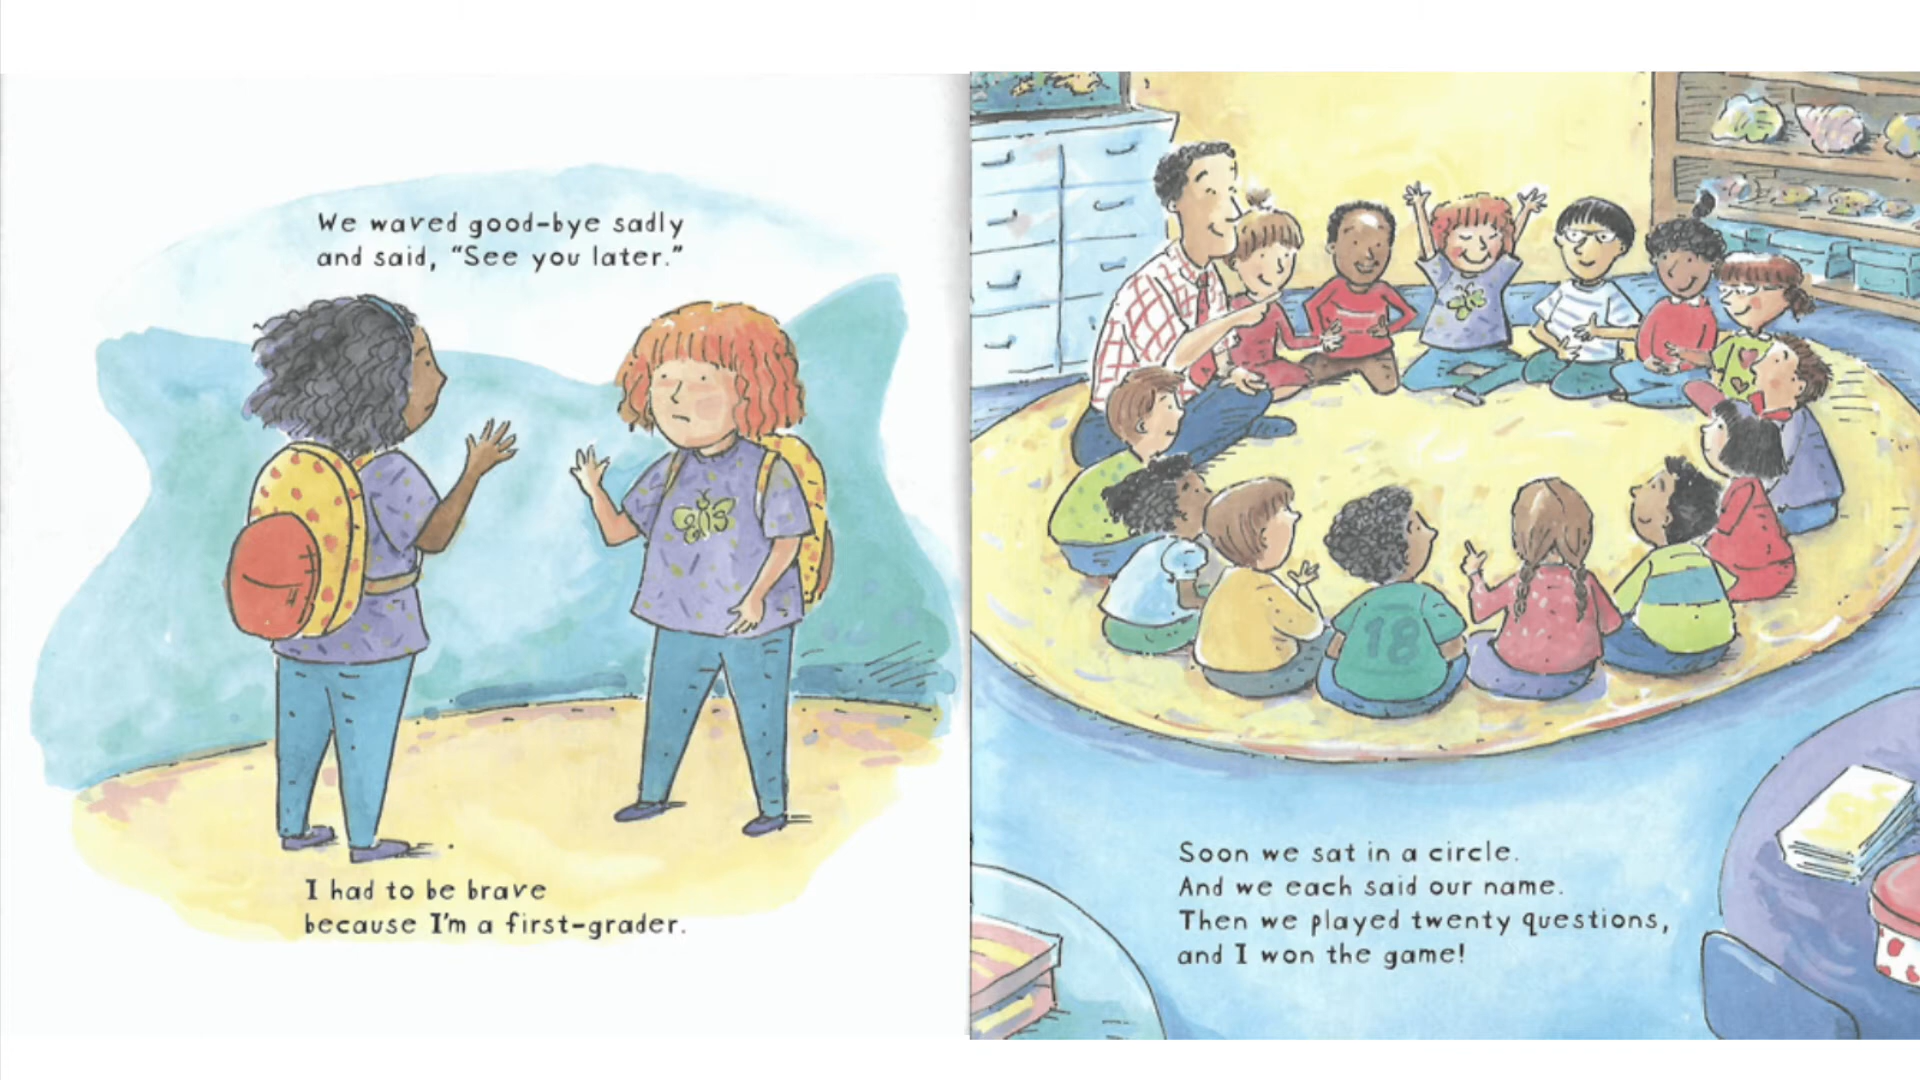 We waved good-bye sadly
and said, “See you later.”
I had to be brave
because I’m a first-grader.
18
Soon we sat in a circle.
And we each said our name.
Then we played twenty questions,
and I won the game!